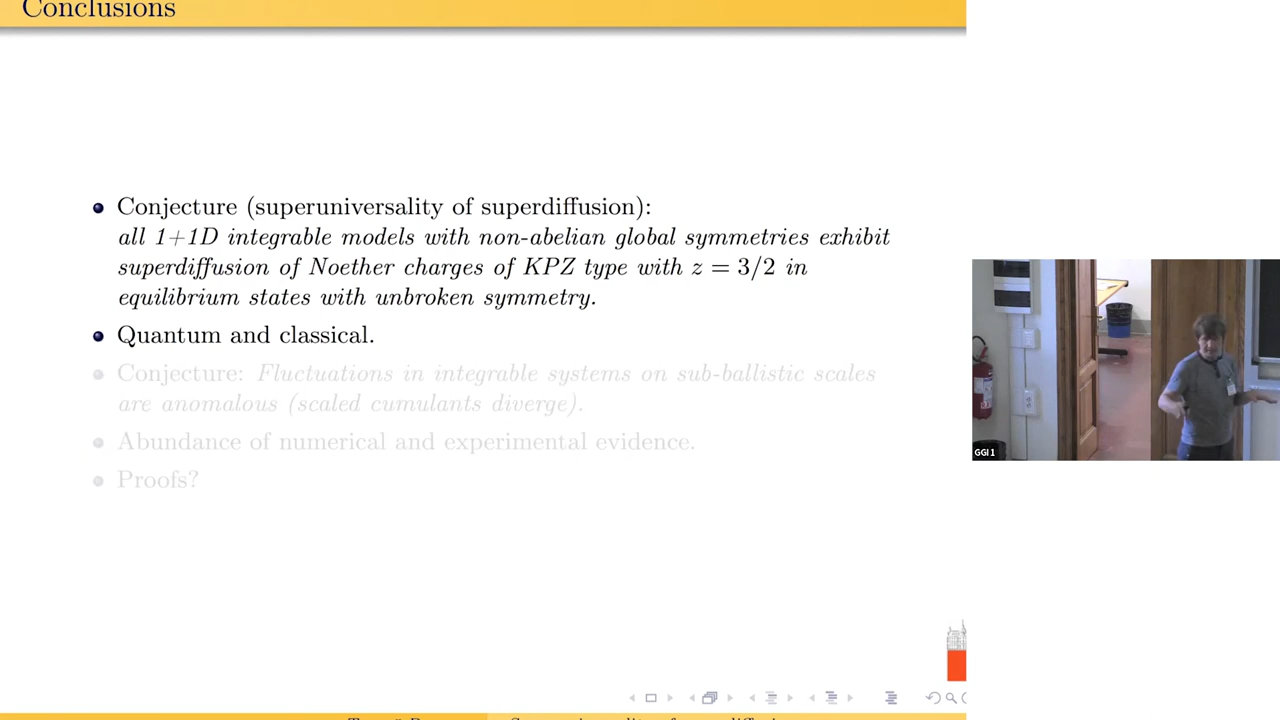 Conclusions
Conjecture (superuniversality of superdiffusion):
all 1+1D integrable models with non-abelian global symmetries exhibit
superdiffusion of Noether charges of KPZ type with z = 3/2 in
equilibrium states with unbroken symmetry.
Quantum and classical.
Conjecture: Fluctuations in integrable systems on sub-ballistic scales
are anomalous (scaled cumulants diverge).
Abundance of numerical and experimental evidence.
Proofs?
GGI 1